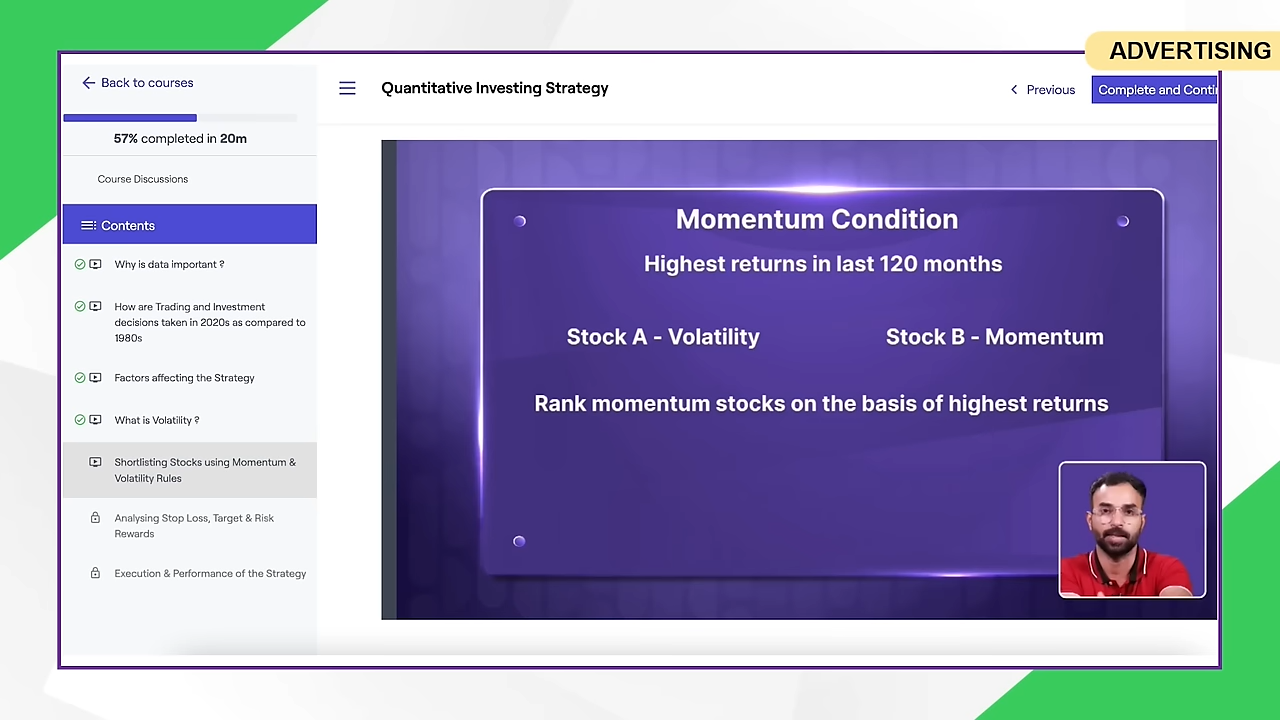 ADVERTISING
Back to courses
57% completed in 20m
Course Discussions
Contents
Why is data important ?
How are Trading and Investment
decisions taken in 2020s as compared to
1980s
Factors affecting the Strategy
What is Volatility ?
Shortlisting Stocks using Momentum &
Volatility Rules
Analysing Stop Loss, Target & Risk
Rewards
Execution & Performance of the Strategy
Quantitative Investing Strategy
Previous
Complete and Contin
Momentum Condition
Highest returns in last 120 months
Stock A - Volatility
Stock B - Momentum
Rank momentum stocks on the basis of highest returns